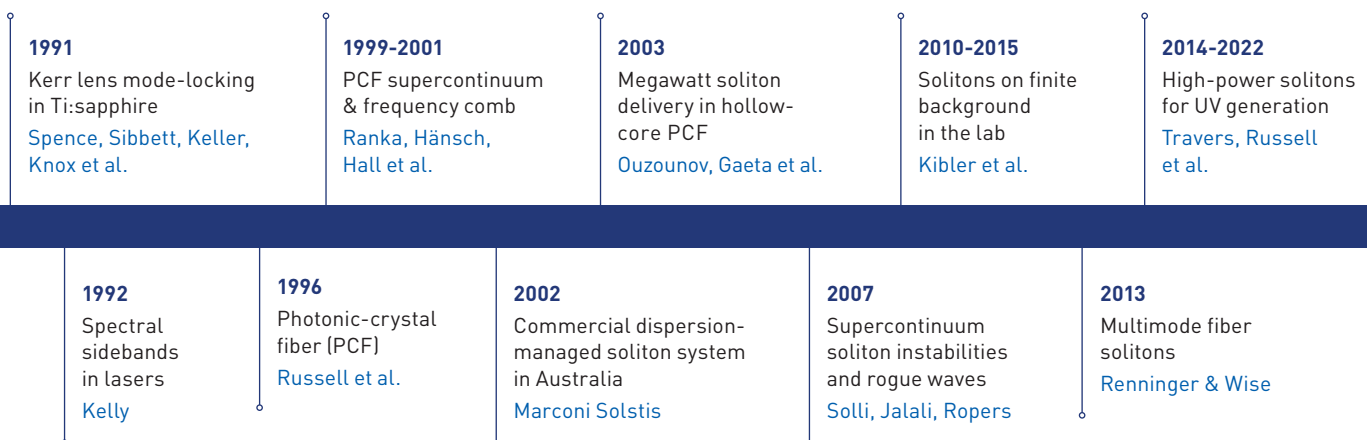 1991
Kerr lens mode-locking
in Ti:sapphire
Spence, Sibbett, Keller,
Knox et al.
1999-2001
PCF supercontinuum
& frequency comb
Ranka, Hänsch,
Hall et al.
2003
Megawatt soliton
delivery in hollow-
core PCF
Ouzounov, Gaeta et al.
2010-2015
Solitons on finite
background
in the lab
Kibler et al.
2014-2022
High-power solitons
for UV generation
Travers, Russell
et al.
1992
Spectral
sidebands
in lasers
Kelly
1996
Photonic-crystal
fiber (PCF)
Russell et al.
2002
Commercial dispersion-
managed soliton system
in Australia
Marconi Solstis
2007
Supercontinuum
soliton instabilities
and rogue waves
Solli, Jalali, Ropers
2013
Multimode fiber
solitons
Renninger & Wise